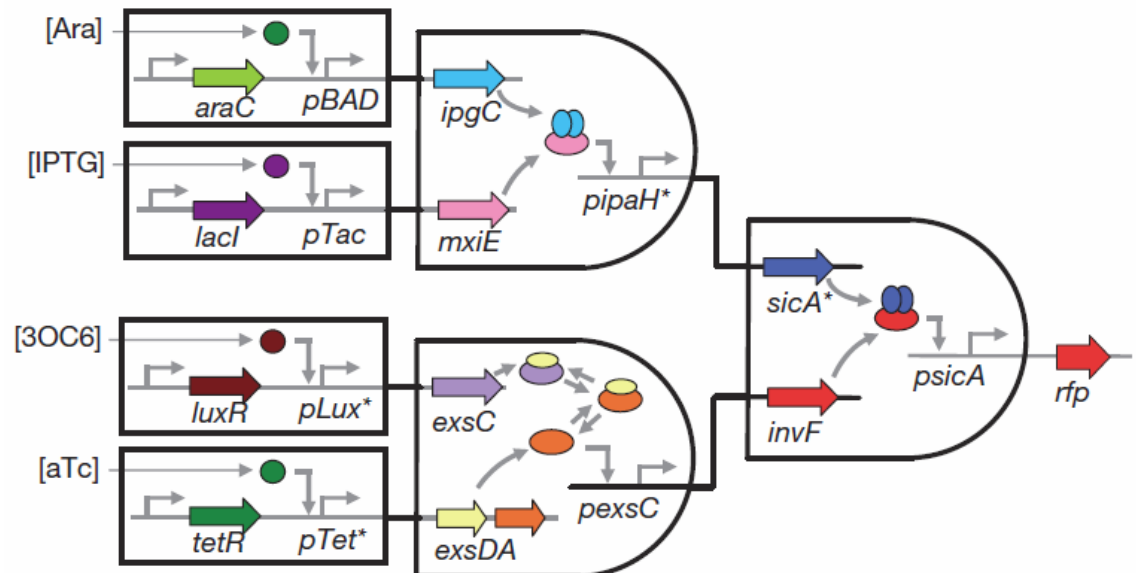 [Ara]
araC
pBAD
ipgC
[IPTG]
lacI
pTac
mxiE
pipaH*
[3OC6]
luxR
pLux*
exsC
[aTc]
tetR
pTet*
exsDA
pexsC
sicA*
invF
psicA
rfp